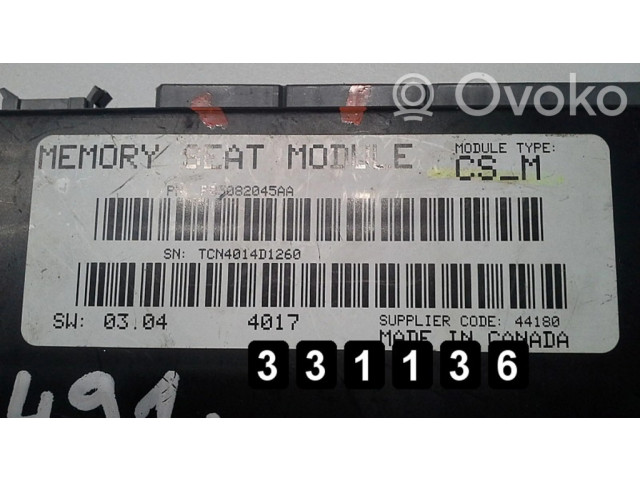 Ovoko
MEMORY SEAT MODULE
MODULE TYPE:
CS_M
SN: TCN4014D1260
SW: 03.04 4017
SUPPLIER CODE: 44180
MADE IN CANADA
331136
491.